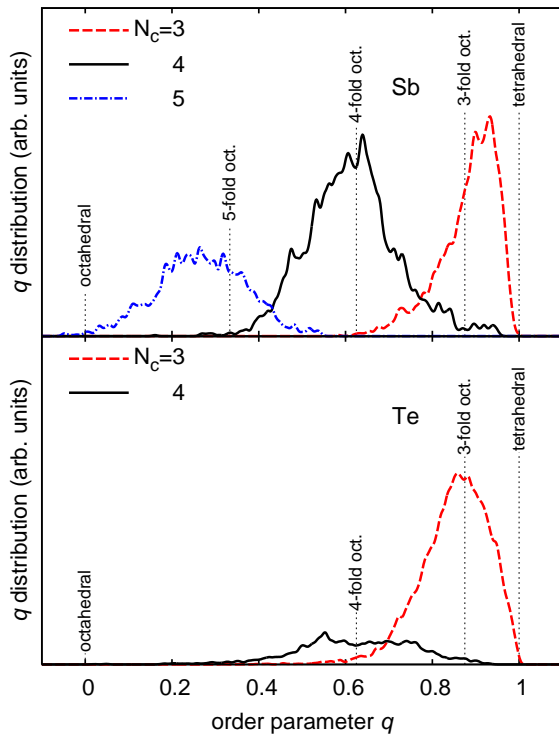 N_c=3
4
5
Sb
octahedral
5-fold oct.
4-fold oct.
3-fold oct.
tetrahedral
q distribution (arb. units)
N_c=3
4
Te
octahedral
4-fold oct.
3-fold oct.
tetrahedral
q distribution (arb. units)
0 0.2 0.4 0.6 0.8 1
order parameter q